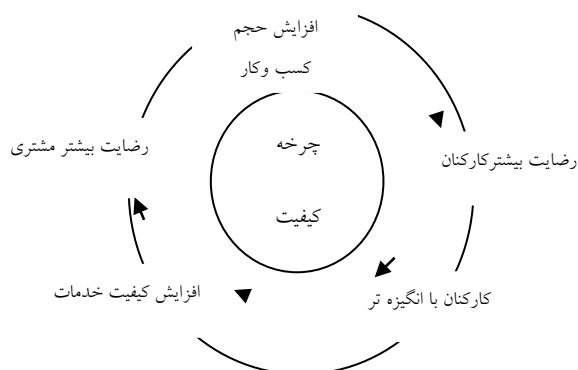 افزایش حجم
کسب وکار
چرخه
کیفیت
رضایت بیشترکارکنان
کارکنان با انگیزه تر
افزایش کیفیت خدمات
رضایت بیشتر مشتری